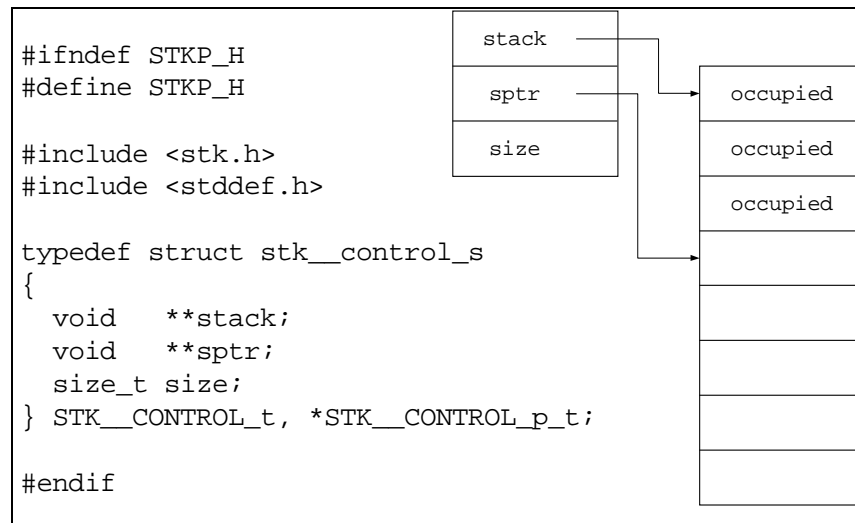 #ifndef STKP_H
#define STKP_H
#include <stk.h>
#include <stddef.h>
typedef struct stk__control_s
{
  void   **stack;
  void   **sptr;
  size_t size;
} STK__CONTROL_t, *STK__CONTROL_p_t;
#endif
stack
sptr
size
occupied
occupied
occupied